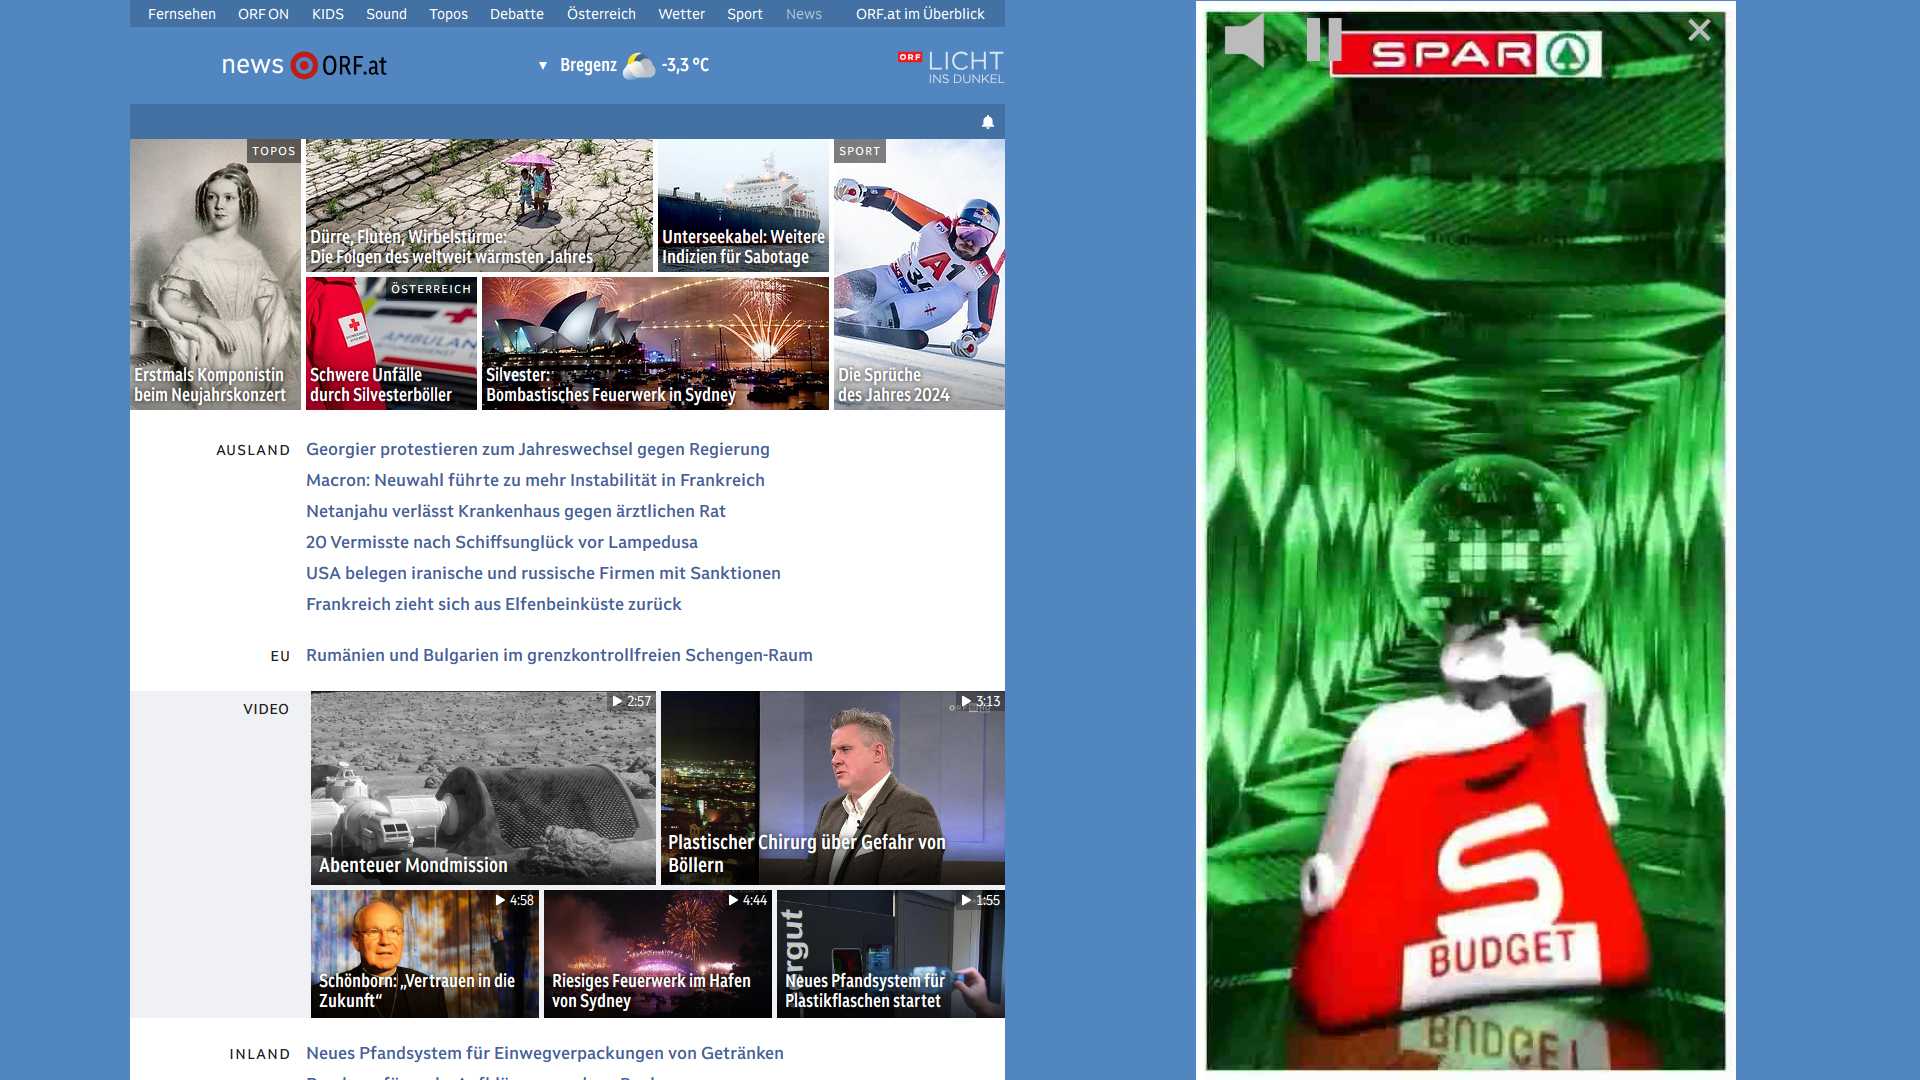 Fernsehen ORF ON KIDS Sound Topos Debatte Österreich Wetter Sport News ORF.at im Überblick
news ORF.at
▼ Bregenz -3,3 °C
ORF LICHT
INS DUNKEL
TOPOS
Erstmals Komponistin
beim Neujahrskonzert
Dürre, Fluten, Wirbelstürme:
Die Folgen des weltweit wärmsten Jahres
Unterseekabel: Weitere
Indizien für Sabotage
SPORT
A1
Die Sprüche
des Jahres 2024
ÖSTERREICH
AMBULAN
Schwere Unfälle
durch Silvesterböller
Silvester:
Bombastisches Feuerwerk in Sydney
AUSLAND
Georgier protestieren zum Jahreswechsel gegen Regierung
Macron: Neuwahl führte zu mehr Instabilität in Frankreich
Netanjahu verlässt Krankenhaus gegen ärztlichen Rat
20 Vermisste nach Schiffsunglück vor Lampedusa
USA belegen iranische und russische Firmen mit Sanktionen
Frankreich zieht sich aus Elfenbeinküste zurück
EU
Rumänien und Bulgarien im grenzkontrollfreien Schengen-Raum
VIDEO
2:57
Abenteuer Mondmission
3:13
Plastischer Chirurg über Gefahr von
Böllern
4:58
Schönborn: „Vertrauen in die
Zukunft“
4:44
Riesiges Feuerwerk im Hafen
von Sydney
1:55
ergut
Neues Pfandsystem für
Plastikflaschen startet
INLAND
Neues Pfandsystem für Einwegverpackungen von Getränken
SPAR
S
BUDGET
BUDGET